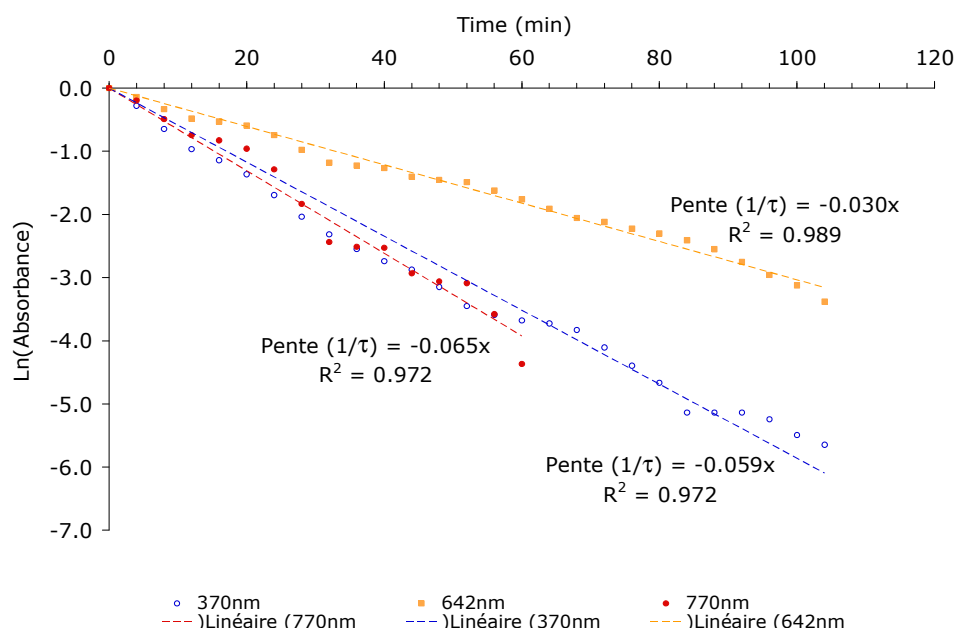 Time (min)
0 20 40 60 80 100 120
0.0
-1.0
-2.0
-3.0
-4.0
-5.0
-6.0
-7.0
Ln(Absorbance)
Pente (1/τ) = -0.030x
R² = 0.989
Pente (1/τ) = -0.065x
R² = 0.972
Pente (1/τ) = -0.059x
R² = 0.972
370nm 642nm 770nm
)Linéaire (770nm )Linéaire (370nm )Linéaire (642nm